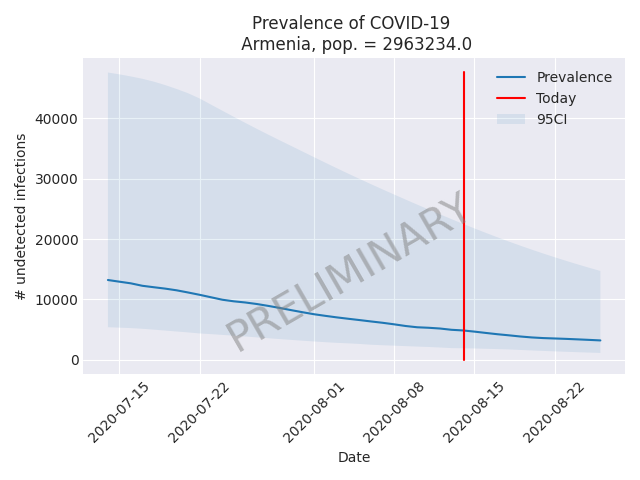 Prevalence of COVID-19
Armenia, pop. = 2963234.0
Prevalence
Today
95CI
# undetected infections
40000
30000
20000
10000
0
PRELIMINARY
2020-07-15
2020-07-22
2020-08-01
2020-08-08
2020-08-15
2020-08-22
Date